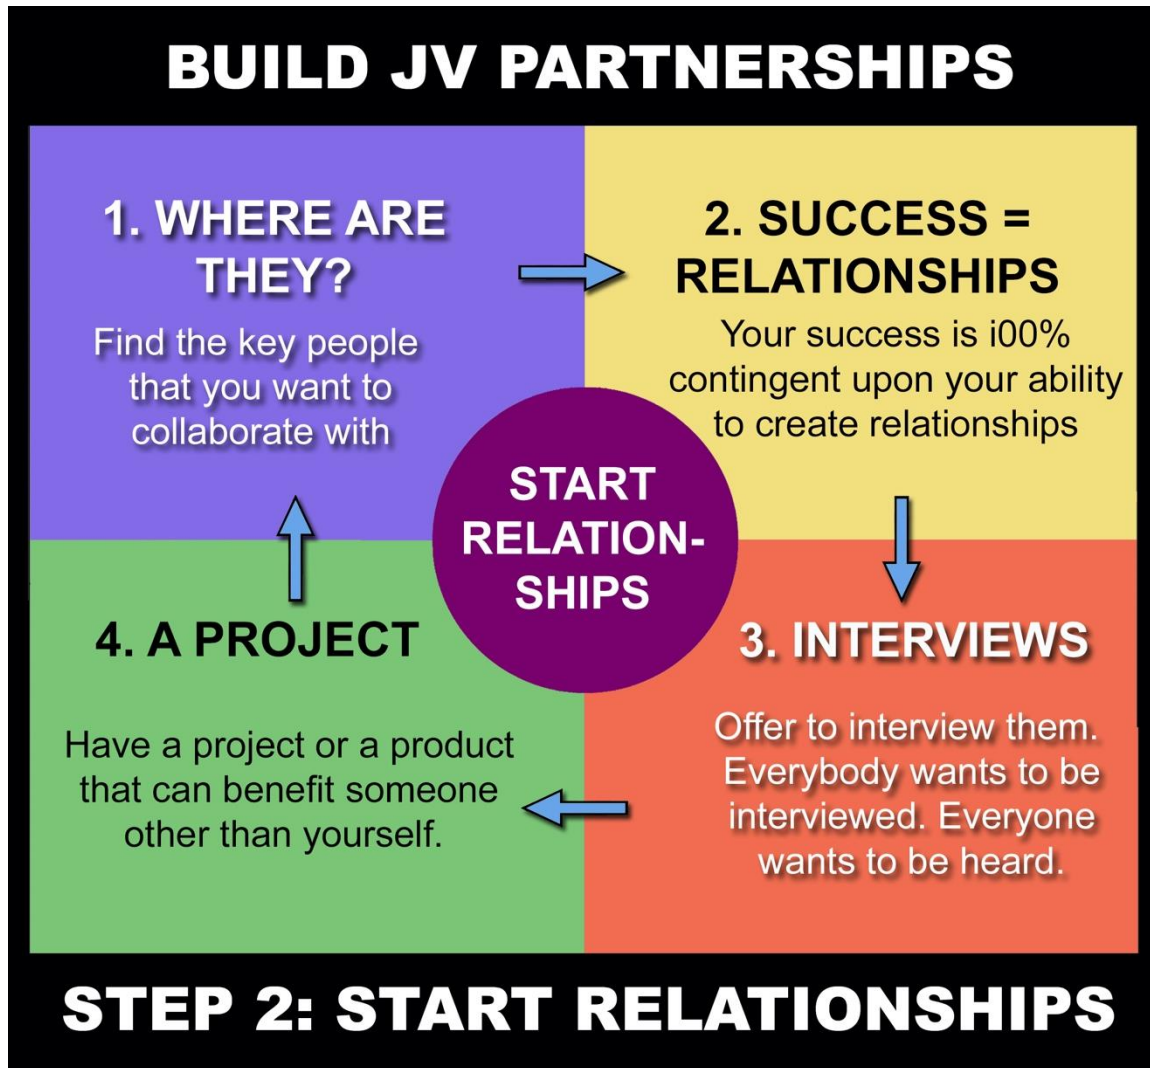 BUILD JV PARTNERSHIPS
1. WHERE ARE
THEY?
Find the key people
that you want to
collaborate with
2. SUCCESS =
RELATIONSHIPS
Your success is i00%
contingent upon your ability
to create relationships
START
RELATION-
SHIPS
3. INTERVIEWS
Offer to interview them.
Everybody wants to be
interviewed. Everyone
wants to be heard.
4. A PROJECT
Have a project or a product
that can benefit someone
other than yourself.
STEP 2: START RELATIONSHIPS